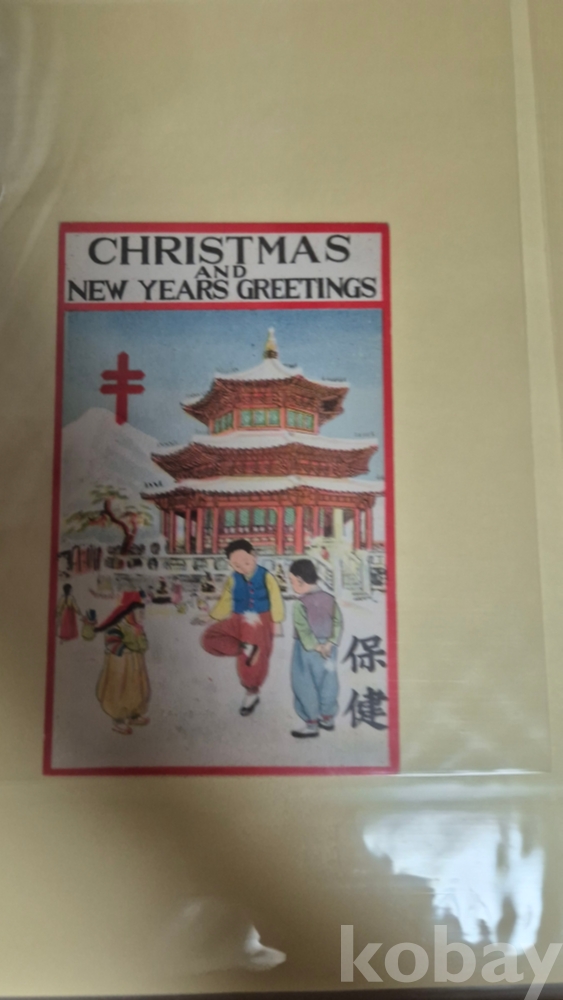 CHRISTMAS
AND
NEW YEARS GREETINGS
保
健
kobay